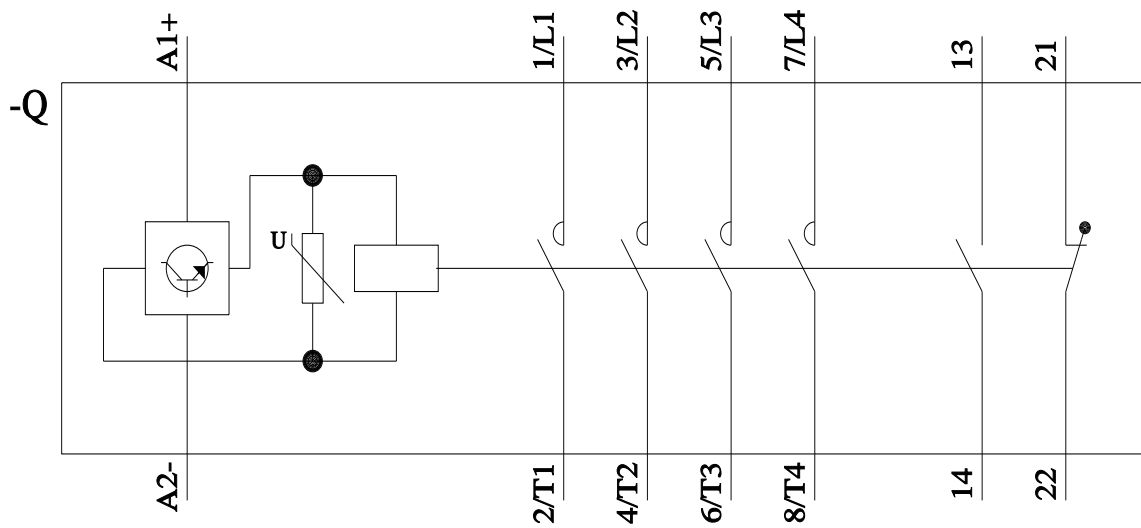 A1+
1/L1
3/L2
5/L3
7/L4
13
21
-Q
U
A2-
2/T1
4/T2
6/T3
8/T4
14
22